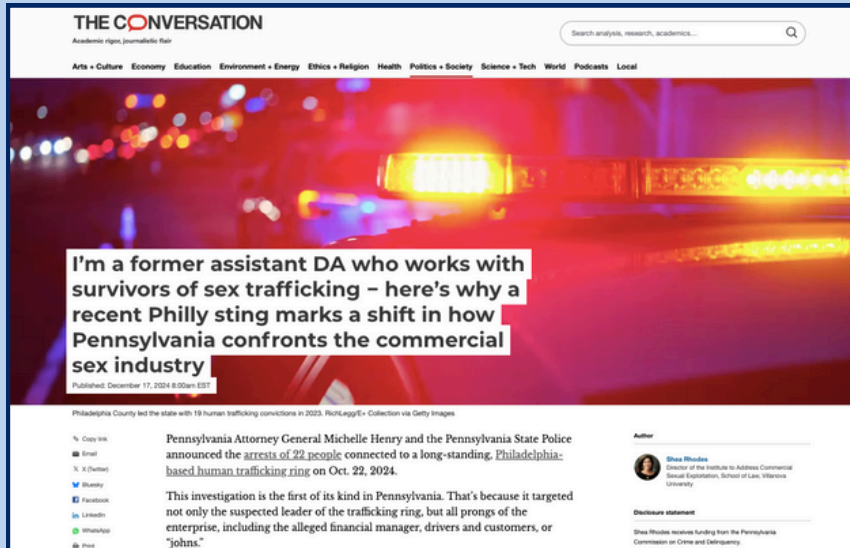 THE CONVERSATION
Academic rigor, journalistic flair
Search analysis, research, academics…
Arts + Culture Economy Education Environment + Energy Ethics + Religion Health Politics + Society Science + Tech World Podcasts Local
I'm a former assistant DA who works with
survivors of sex trafficking – here's why a
recent Philly sting marks a shift in how
Pennsylvania confronts the commercial
sex industry
Published: December 17, 2024 8:00am EST
Philadelphia County led the state with 19 human trafficking convictions in 2023. RichLegg/E+ Collection via Getty Images
Copy link
Email
X (Twitter)
Bluesky
Facebook
LinkedIn
WhatsApp
Print
Pennsylvania Attorney General Michelle Henry and the Pennsylvania State Police
announced the arrests of 22 people connected to a long-standing, Philadelphia-
based human trafficking ring on Oct. 22, 2024.
This investigation is the first of its kind in Pennsylvania. That's because it targeted
not only the suspected leader of the trafficking ring, but all prongs of the
enterprise, including the alleged financial manager, drivers and customers, or
"johns."
Author
Shea Rhodes
Director of the Institute to Address Commercial
Sexual Exploitation, School of Law, Villanova
University
Disclosure statement
Shea Rhodes receives funding from the Pennsylvania
Commission on Crime and Delinquency.